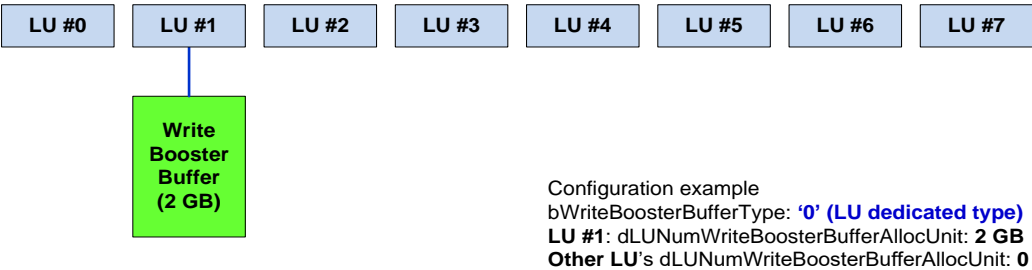 LU #0 LU #1 LU #2 LU #3 LU #4 LU #5 LU #6 LU #7
Write
Booster
Buffer
(2 GB)
Configuration example
bWriteBoosterBufferType: ‘0’ (LU dedicated type)
LU #1: dLUNumWriteBoosterBufferAllocUnit: 2 GB
Other LU’s dLUNumWriteBoosterBufferAllocUnit: 0